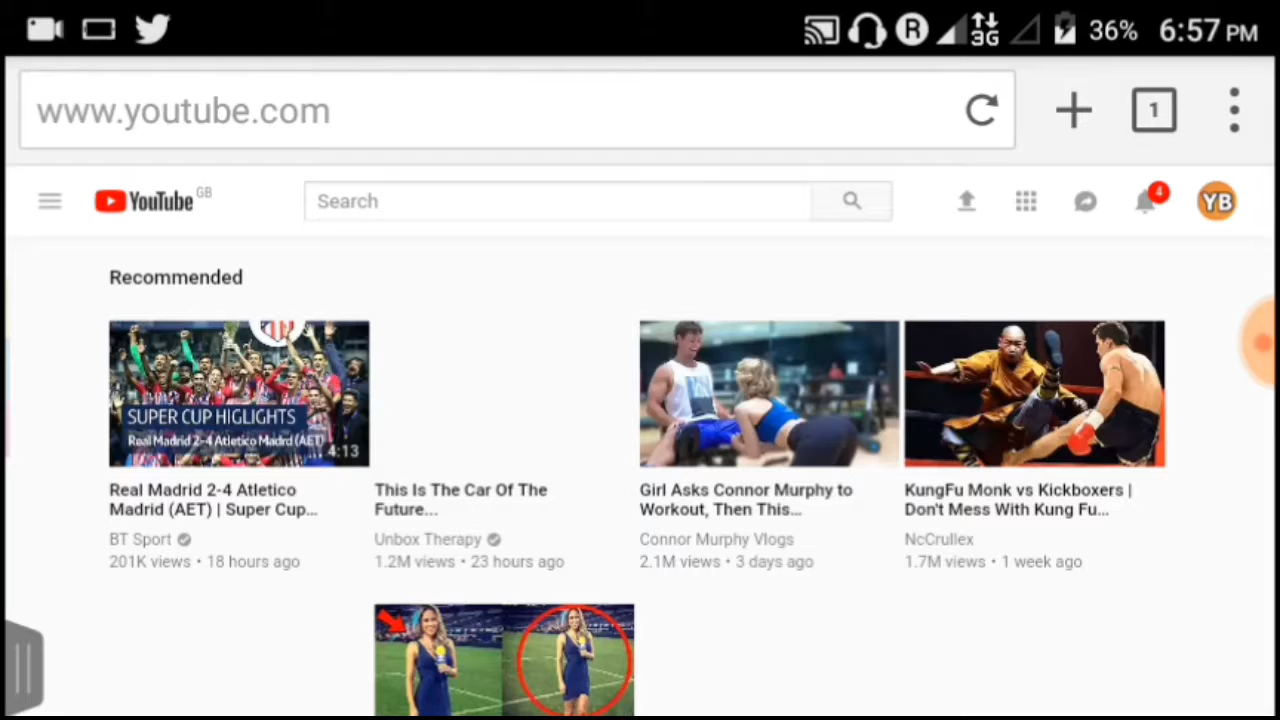 R 3G 36% 6:57 PM
www.youtube.com
1
YouTube GB
Search
4
YB
Recommended
SUPER CUP HIGLIGHTS
Real Madrid 2-4 Atletico Madrd (AET)
4:13
Real Madrid 2-4 Atletico
Madrid (AET) | Super Cup...
BT Sport
201K views • 18 hours ago
This Is The Car Of The
Future...
Unbox Therapy
1.2M views • 23 hours ago
Girl Asks Connor Murphy to
Workout, Then This...
Connor Murphy Vlogs
2.1M views • 3 days ago
KungFu Monk vs Kickboxers |
Don't Mess With Kung Fu...
NcCrullex
1.7M views • 1 week ago